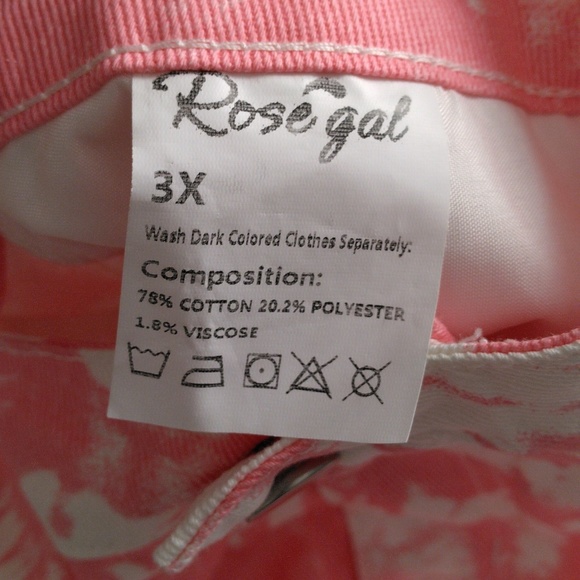 Rosegal
3X
Wash Dark Colored Clothes Separately:
Composition:
78% COTTON 20.2% POLYESTER
1.8% VISCOSE